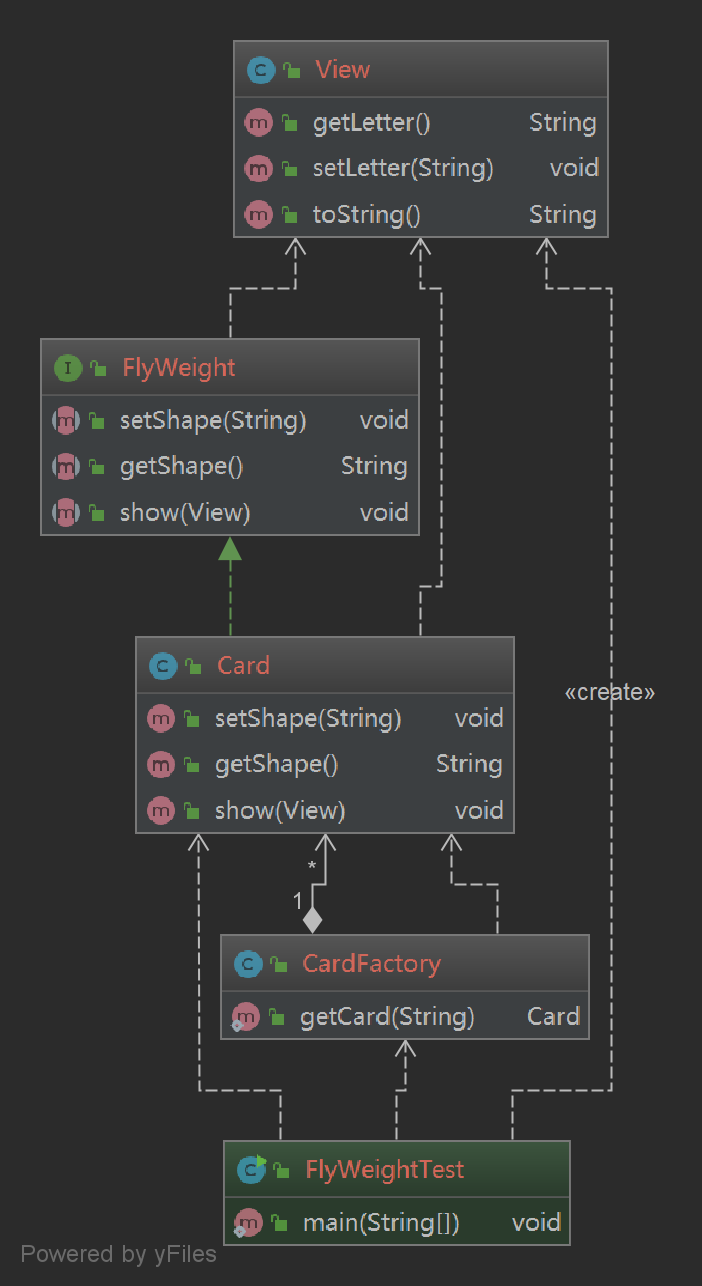 View
getLetter() String
setLetter(String) void
toString() String
FlyWeight
setShape(String) void
getShape() String
show(View) void
Card
setShape(String) void
getShape() String
show(View) void
«create»
*
1
CardFactory
getCard(String) Card
FlyWeightTest
main(String[]) void
Powered by yFiles